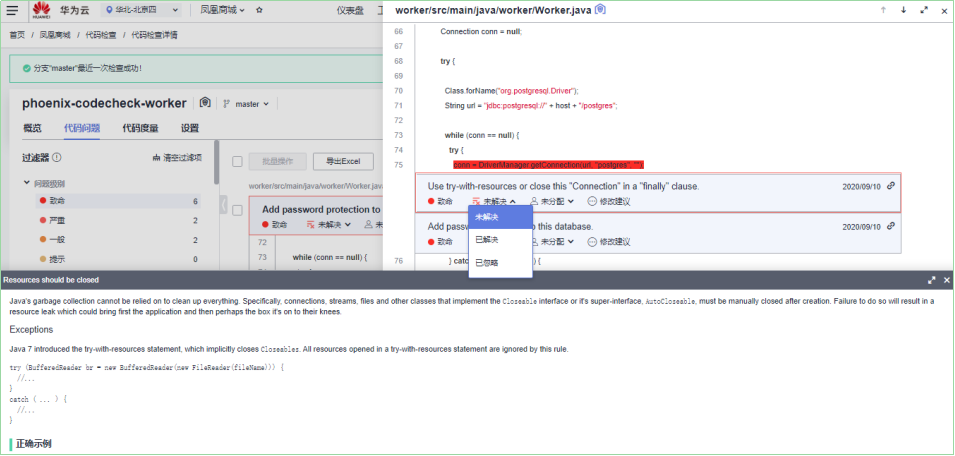 HUAWEI
华为云
华北-北京四
凤凰商城
仪表盘
首页 / 凤凰商城 / 代码检查 / 代码检查详情
分支"master"最近一次检查成功！
phoenix-codecheck-worker
master
概览 代码问题 代码度量 设置
过滤器
清空过滤项
问题级别
致命 6
严重 2
一般 2
提示 0
批量操作
导出Excel
worker/src/main/java/worker/Worker.jav
Add password protection to
致命 未解决 未
72
73 while (conn == null) {
worker/src/main/java/worker/Worker.java
66 Connection conn = null;
67
68 try {
69
70 Class.forName("org.postgresql.Driver");
71 String url = "jdbc:postgresql://" + host + "/postgres";
72
73 while (conn == null) {
74 try {
75 conn = DriverManager.getConnection(url, "postgres", "");
Use try-with-resources or close this "Connection" in a "finally" clause.
2020/09/10
致命 未解决 未分配 修改建议
未解决
已解决
已忽略
Add passw
this database.
2020/09/10
致命
未分配 修改建议
76 } catc
) {
Resources should be closed
Java's garbage collection cannot be relied on to clean up everything. Specifically, connections, streams, files and other classes that implement the Closeable interface or it's super-interface, AutoCloseable, must be manually closed after creation. Failure to do so will result in a
resource leak which could bring first the application and then perhaps the box it's on to their knees.
Exceptions
Java 7 introduced the try-with-resources statement, which implicitly closes Closeables. All resources opened in a try-with-resources statement are ignored by this rule.
try (BufferedReader br = new BufferedReader(new FileReader(fileName))) {
//...
}
catch ( ... ) {
//...
}
正确示例